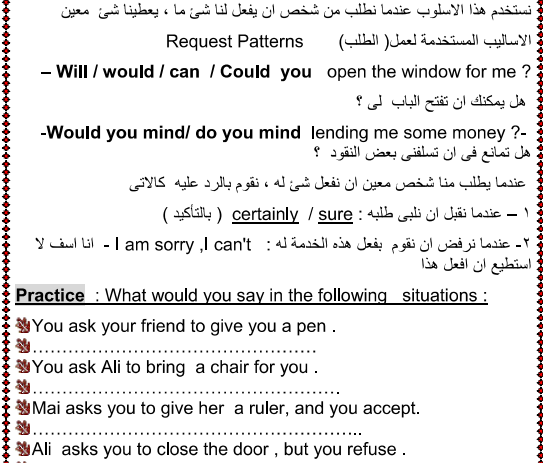 نستخدم هذا الاسلوب عندما نطلب من شخص ان يفعل لنا شئ ما ، يعطينا شئ معين
الاساليب المستخدمة لعمل( الطلب) Request Patterns
– Will / would / can / Could you open the window for me ?
هل يمكنك ان تفتح الباب لى ؟
-Would you mind/ do you mind lending me some money ?-
هل تمانع فى ان تسلفنى بعض النقود ؟
عندما يطلب منا شخص معين ان نفعل شئ له ، نقوم بالرد عليه كالاتى
١ – عندما نقبل ان نلبى طلبه : certainly / sure ( بالتأكيد )
٢- عندما نرفض ان نقوم بفعل هذه الخدمة له : I am sorry ,I can't - انا اسف لا
استطيع ان افعل هذا
Practice : What would you say in the following situations :
You ask your friend to give you a pen .
................................................
You ask Ali to bring a chair for you .
....................................................
Mai asks you to give her a ruler, and you accept.
........................................................
Ali asks you to close the door , but you refuse .